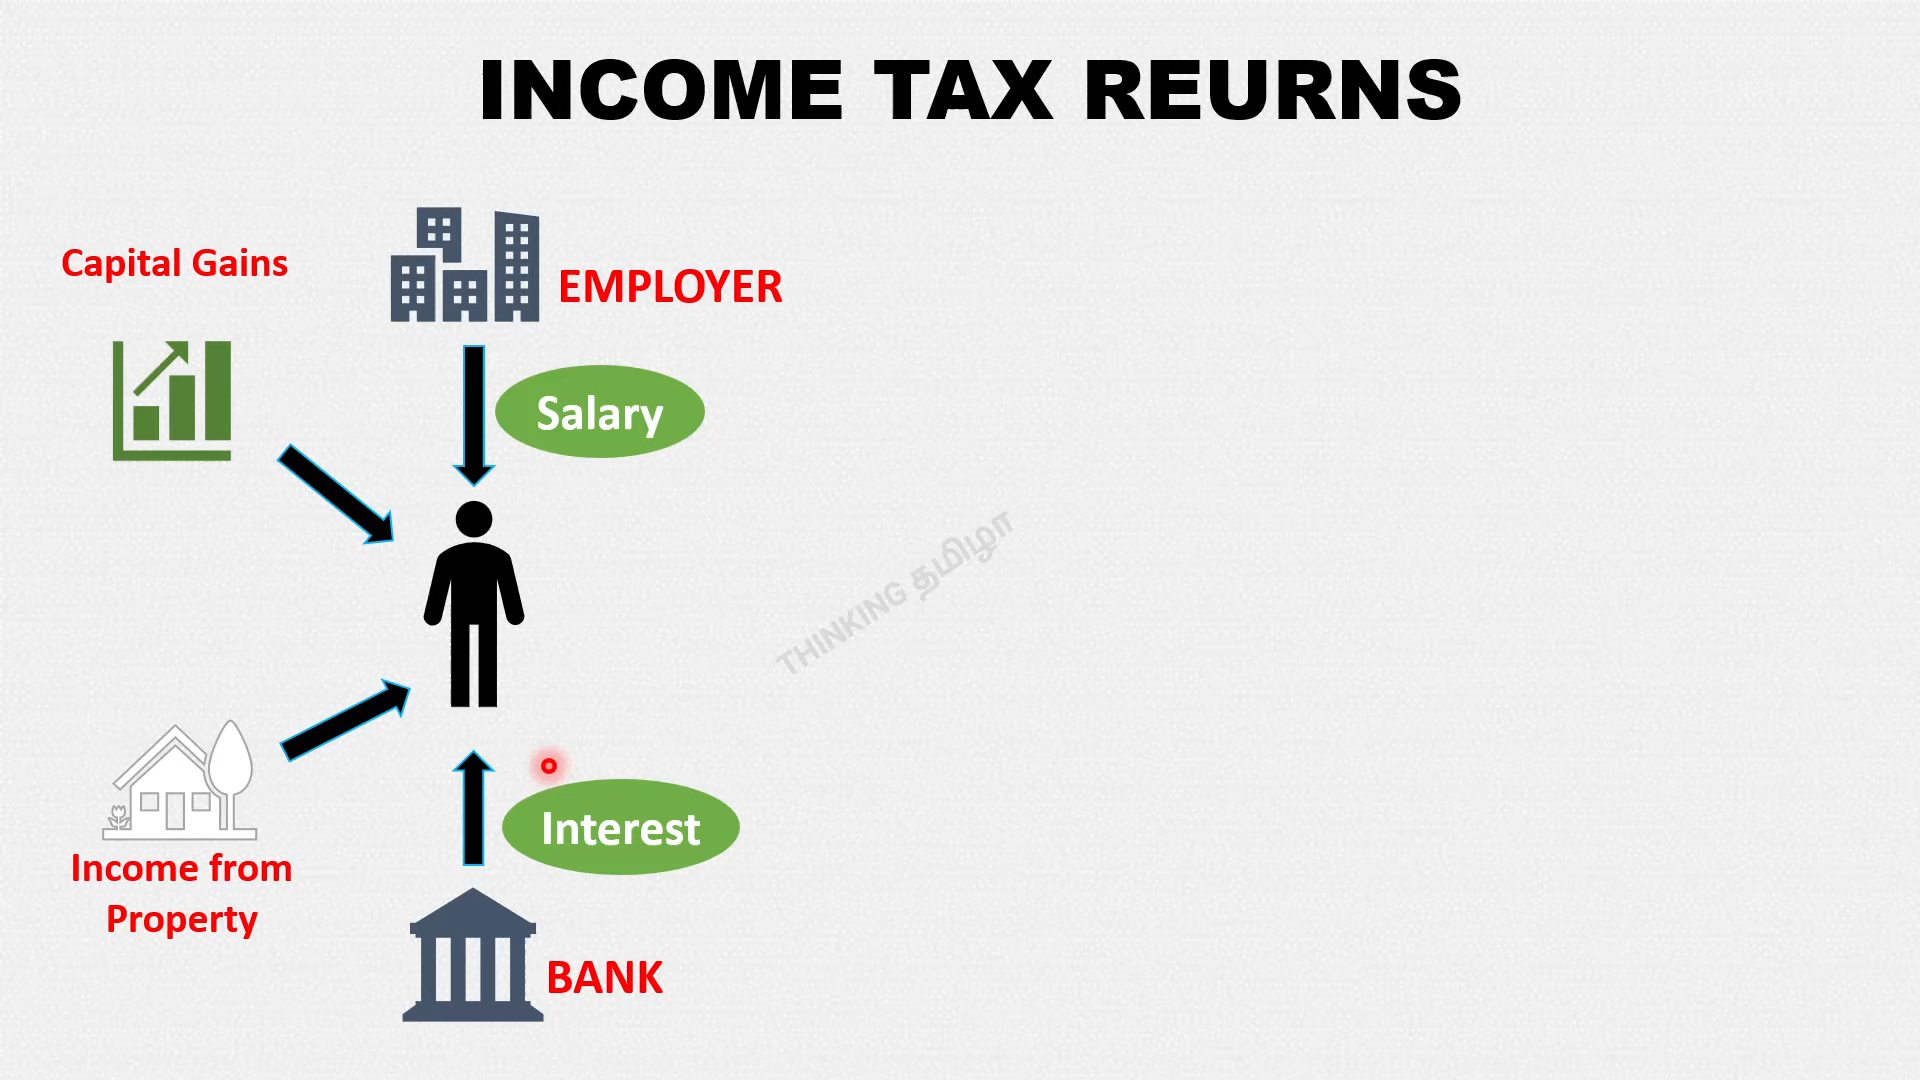 INCOME TAX REURNS
Capital Gains
EMPLOYER
Salary
THINKING தமிழா
Interest
Income from
Property
BANK